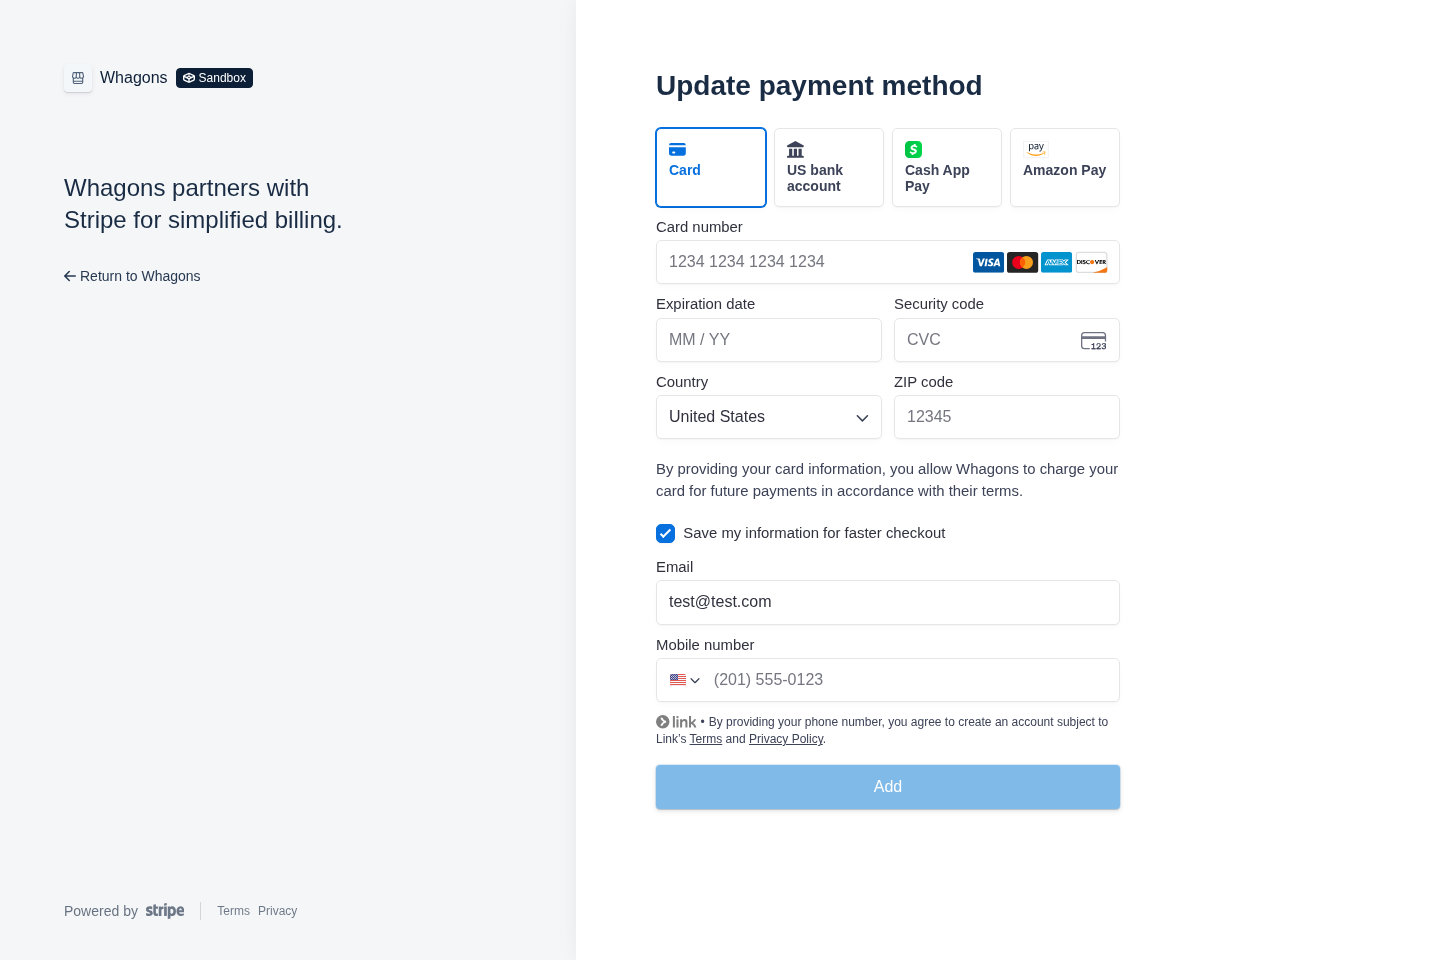 Whagons
Sandbox
Whagons partners with
Stripe for simplified billing.
Return to Whagons
Powered by stripe
Terms Privacy
Update payment method
Card
US bank
account
Cash App
Pay
pay
Amazon Pay
Card number
1234 1234 1234 1234
VISA
AMEX
DISCOVER
Expiration date
Security code
MM / YY
CVC
123
Country
ZIP code
United States
12345
By providing your card information, you allow Whagons to charge your
card for future payments in accordance with their terms.
Save my information for faster checkout
Email
test@test.com
Mobile number
(201) 555-0123
link • By providing your phone number, you agree to create an account subject to
Link's Terms and Privacy Policy.
Add